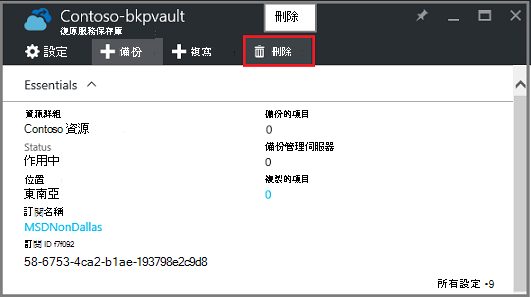 Contoso-bkpvault
復原服務保存庫
刪除
設定
備份
複寫
刪除
Essentials
資源群組
Contoso 資源
Status
作用中
位置
東南亞
訂閱名稱
MSDNonDallas
訂閱 ID f7f092
58-6753-4ca2-b1ae-193798e2c9d8
備份的項目
0
備份管理伺服器
0
複製的項目
0
所有設定 •9